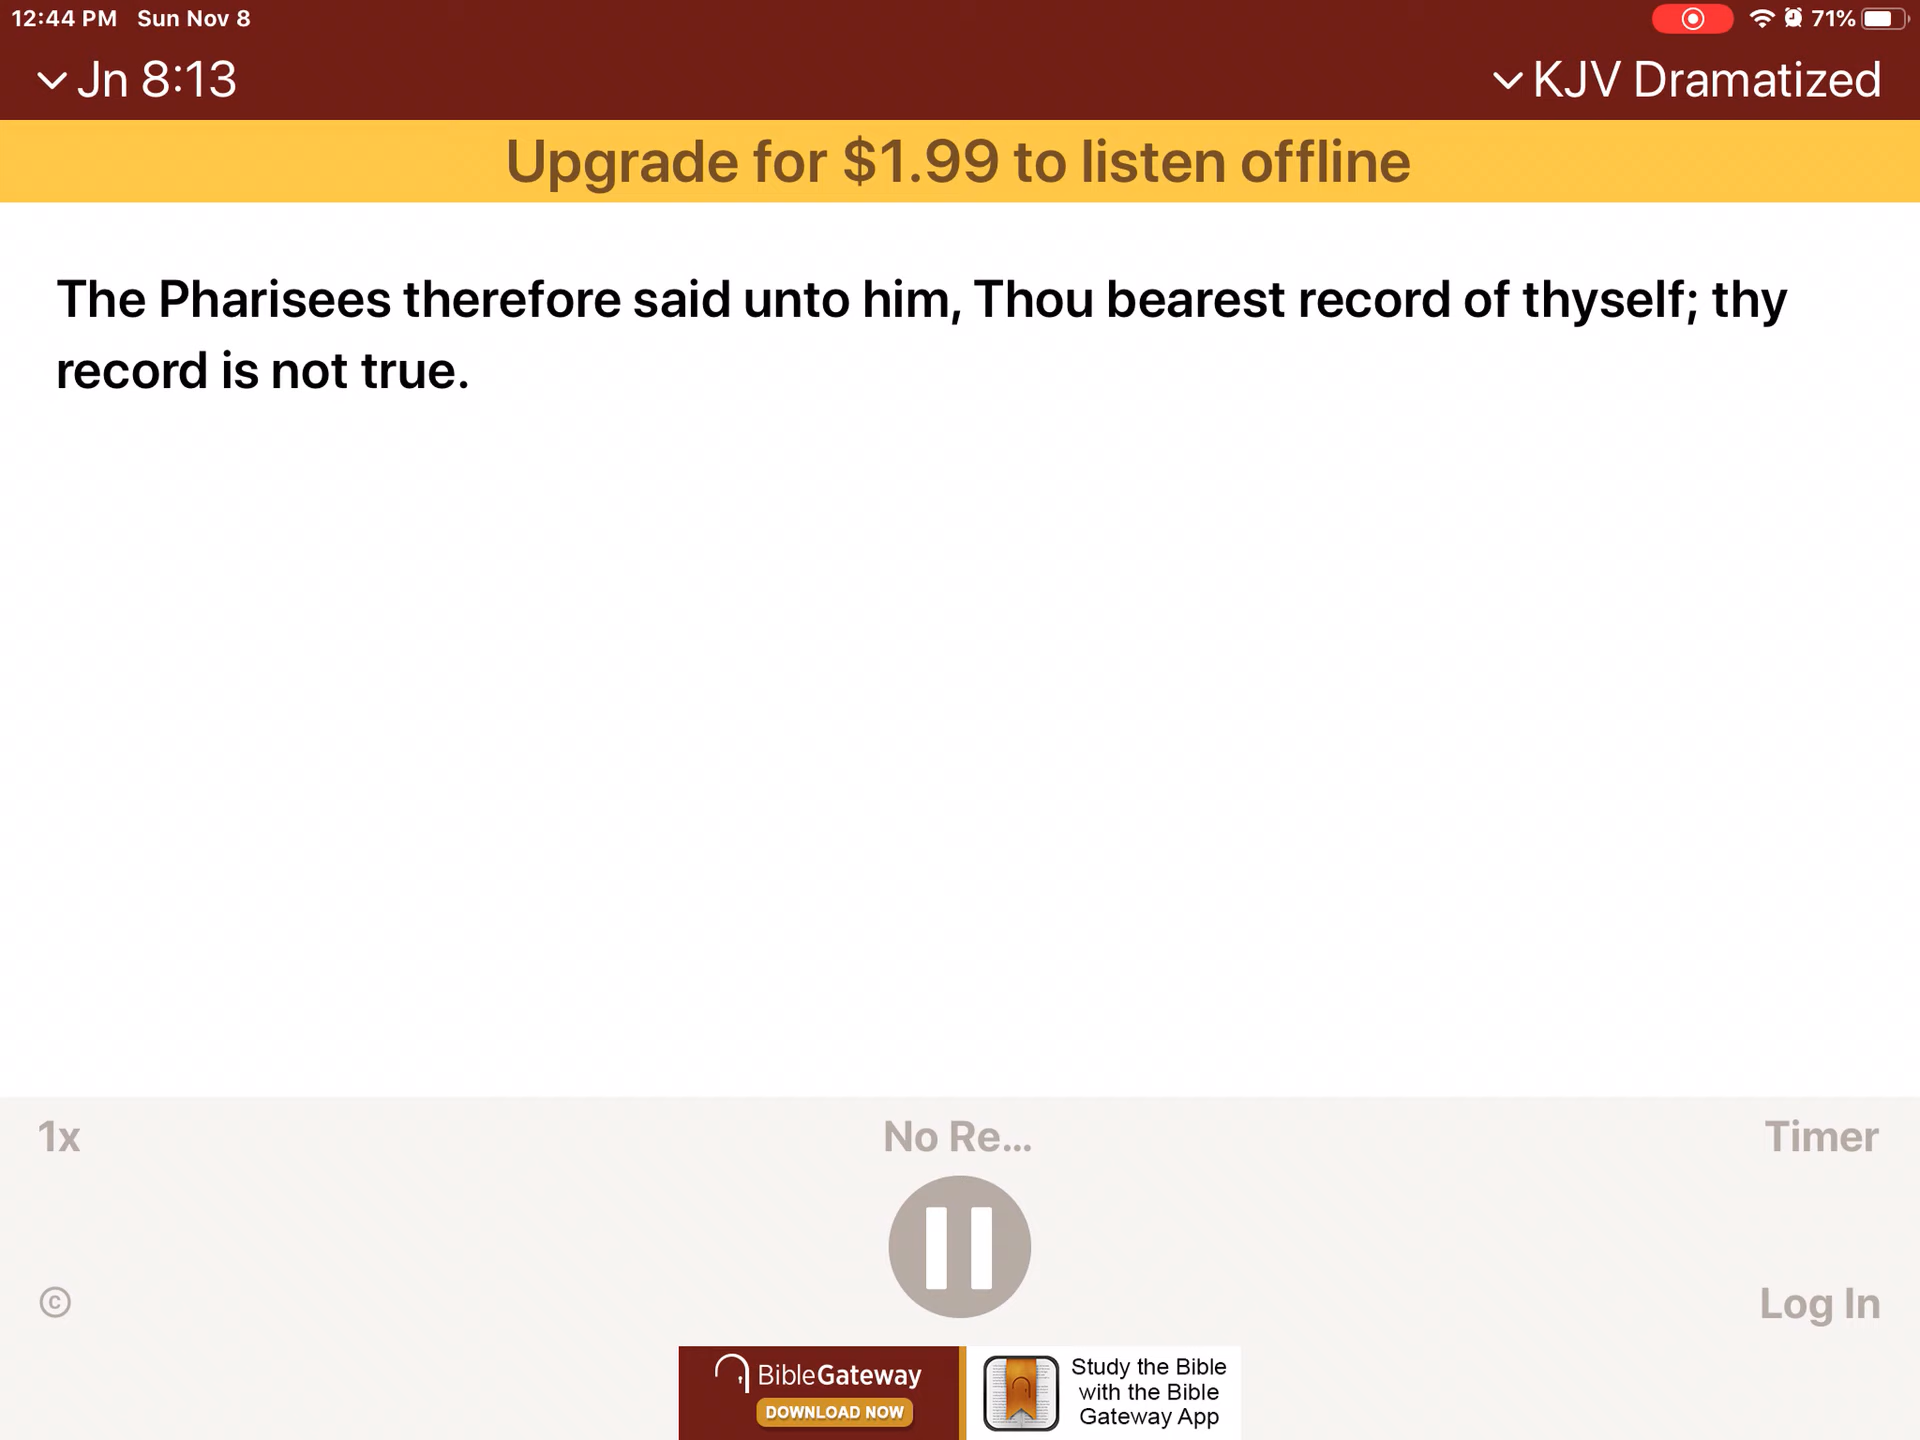 12:44 PM Sun Nov 8 71%
Jn 8:13 KJV Dramatized
Upgrade for $1.99 to listen offline
The Pharisees therefore said unto him, Thou bearest record of thyself; thy
record is not true.
1x No Re... Timer
© Log In
BibleGateway
DOWNLOAD NOW
Study the Bible
with the Bible
Gateway App